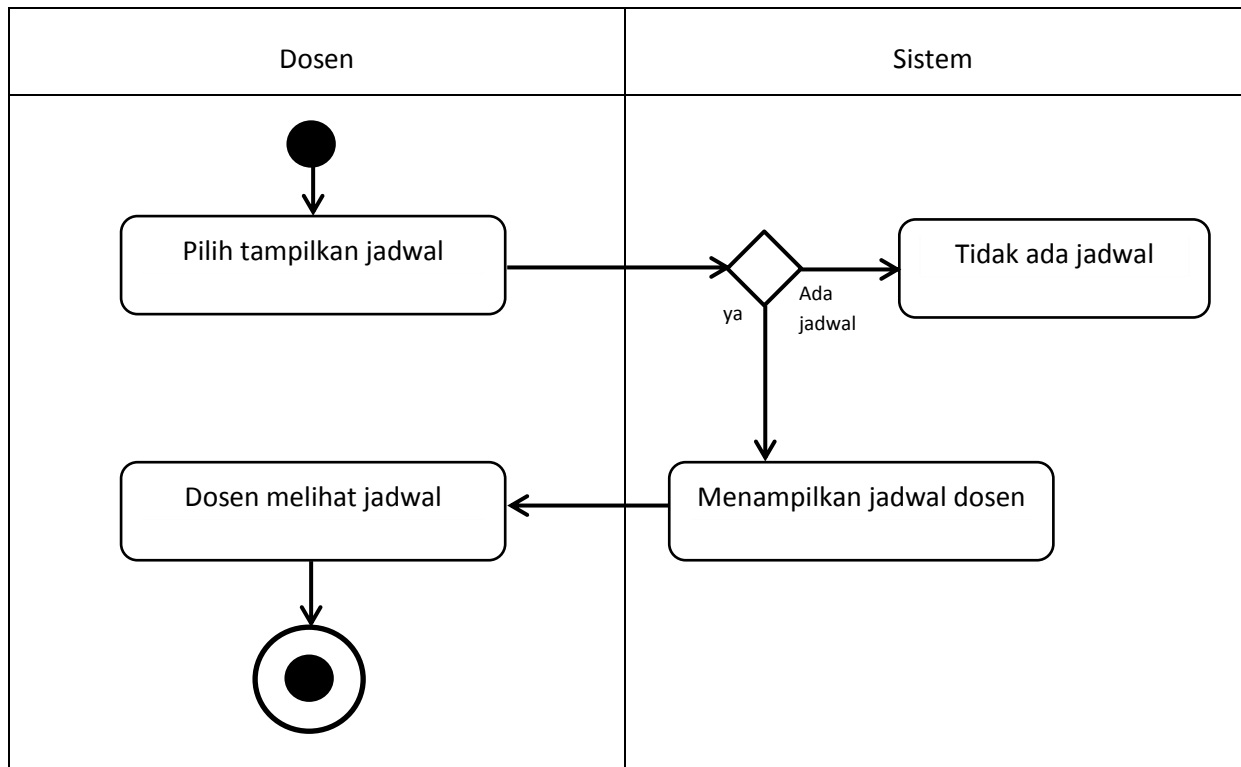 Dosen
Sistem
Pilih tampilkan jadwal
Tidak ada jadwal
ya
Ada
jadwal
Dosen melihat jadwal
Menampilkan jadwal dosen